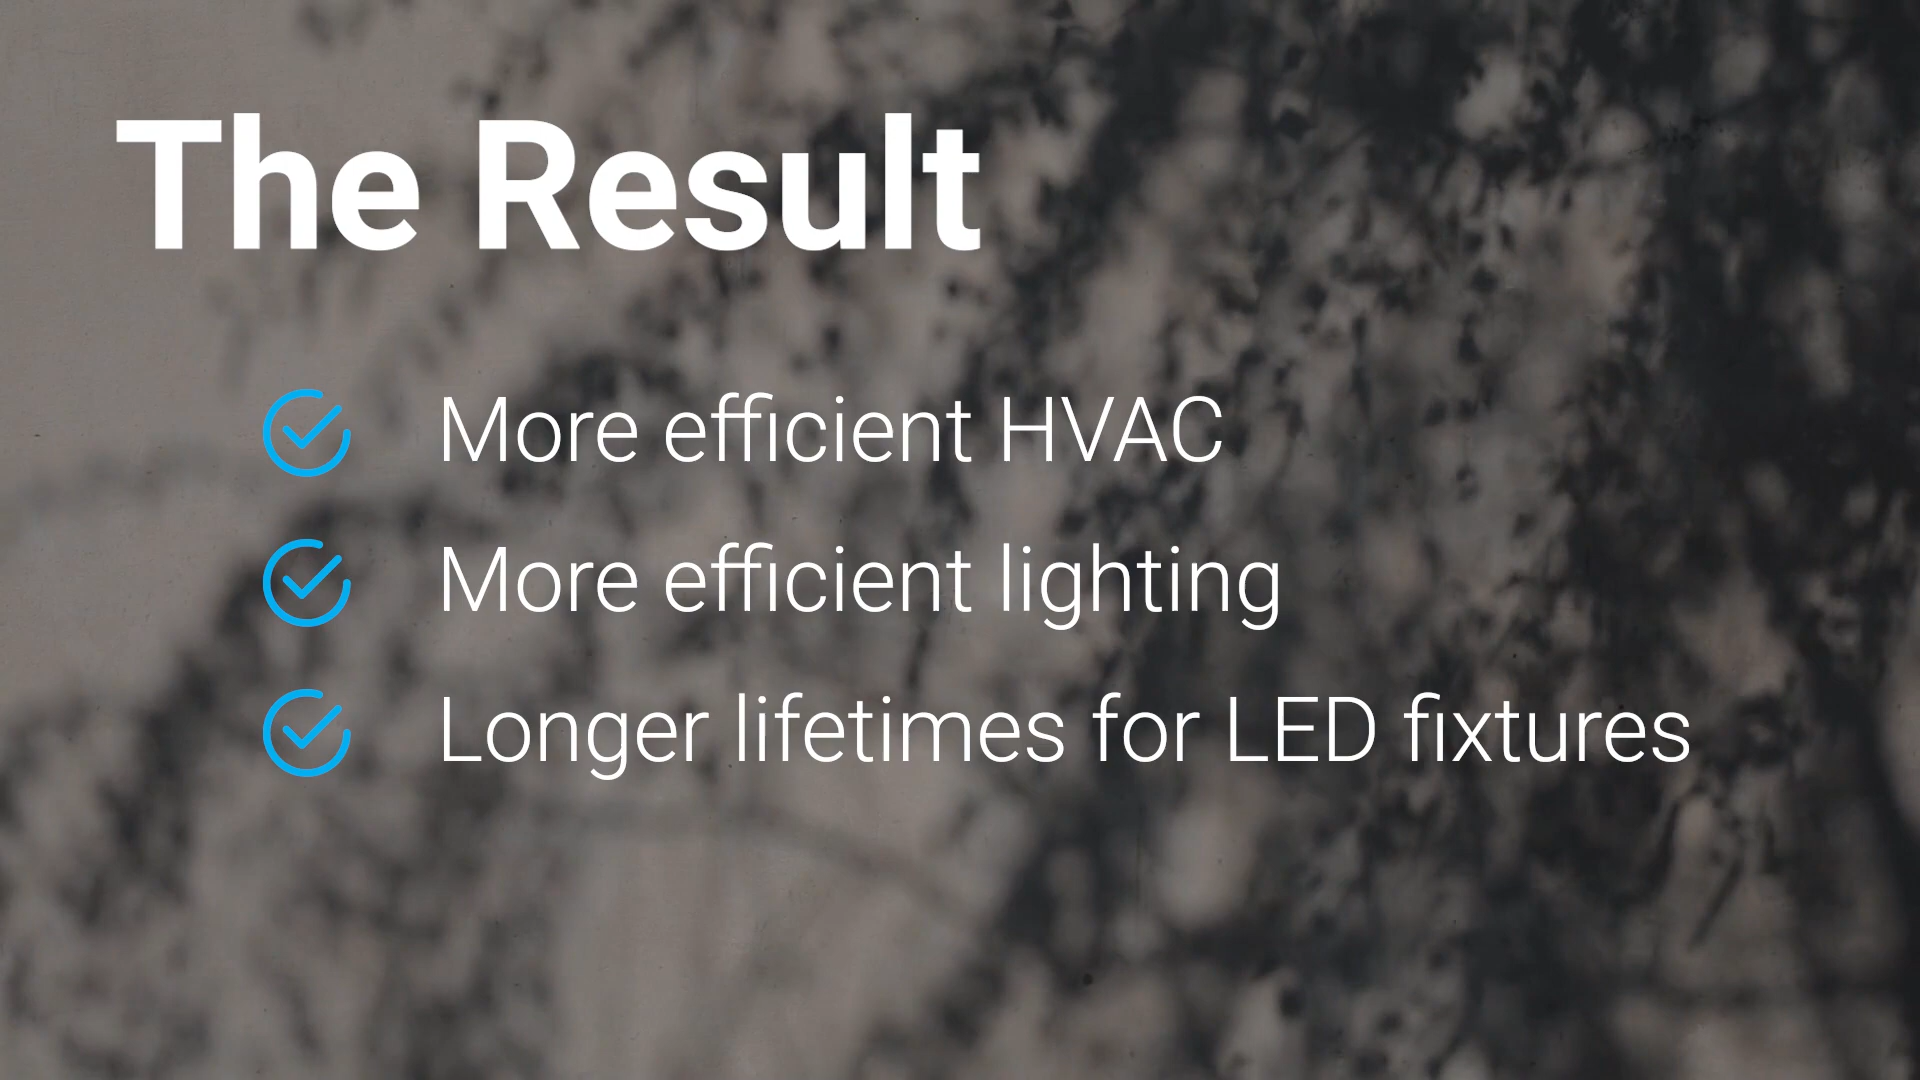 The Result
More efficient HVAC
More efficient lighting
Longer lifetimes for LED fixtures